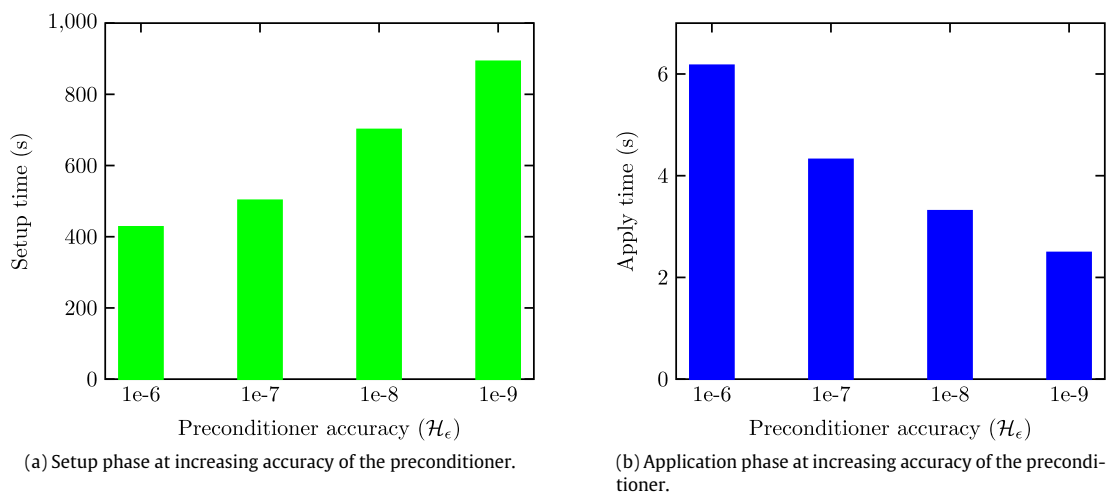 1,000
800
600
400
200
0
Setup time (s)
1e-6 1e-7 1e-8 1e-9
Preconditioner accuracy (ℋϵ)
(a) Setup phase at increasing accuracy of the preconditioner.
6
4
2
0
Apply time (s)
1e-6 1e-7 1e-8 1e-9
Preconditioner accuracy (ℋϵ)
(b) Application phase at increasing accuracy of the precondi-
tioner.